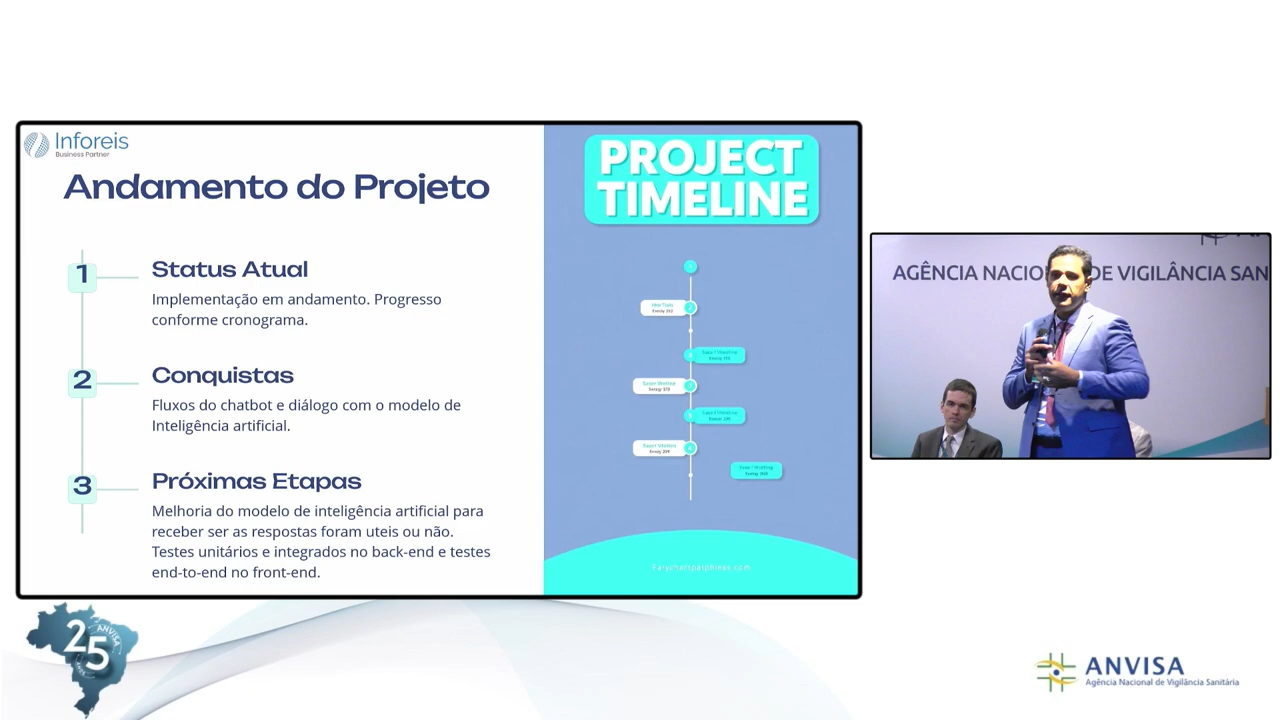 Inforeis
Business Partner
Andamento do Projeto
1
Status Atual
Implementação em andamento. Progresso
conforme cronograma.
2
Conquistas
Fluxos do chatbot e diálogo com o modelo de
Inteligência artificial.
3
Próximas Etapas
Melhoria do modelo de inteligência artificial para
receber ser as respostas foram uteis ou não.
Testes unitários e integrados no back-end e testes
end-to-end no front-end.
PROJECT
TIMELINE
AGÊNCIA NACIO DE VIGILÂNCIA SAN
25
ANVISA
ANVISA
Agência Nacional de Vigilância Sanitária